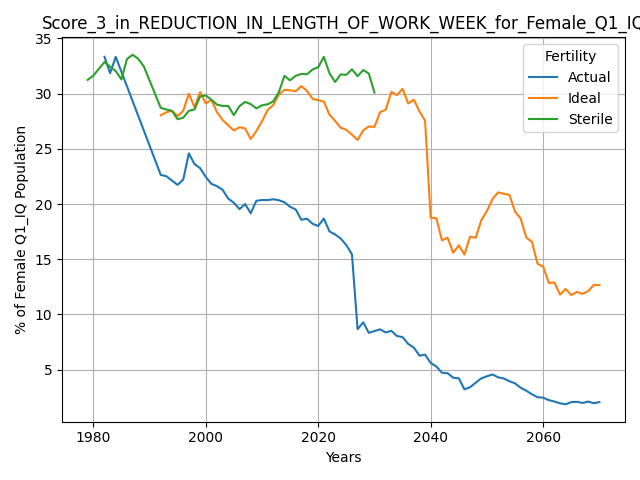 Score_3_in_REDUCTION_IN_LENGTH_OF_WORK_WEEK_for_Female_Q1_IQ
35
30
25
20
15
10
5
% of Female Q1_IQ Population
Fertility
Actual
Ideal
Sterile
1980
2000
2020
2040
2060
Years